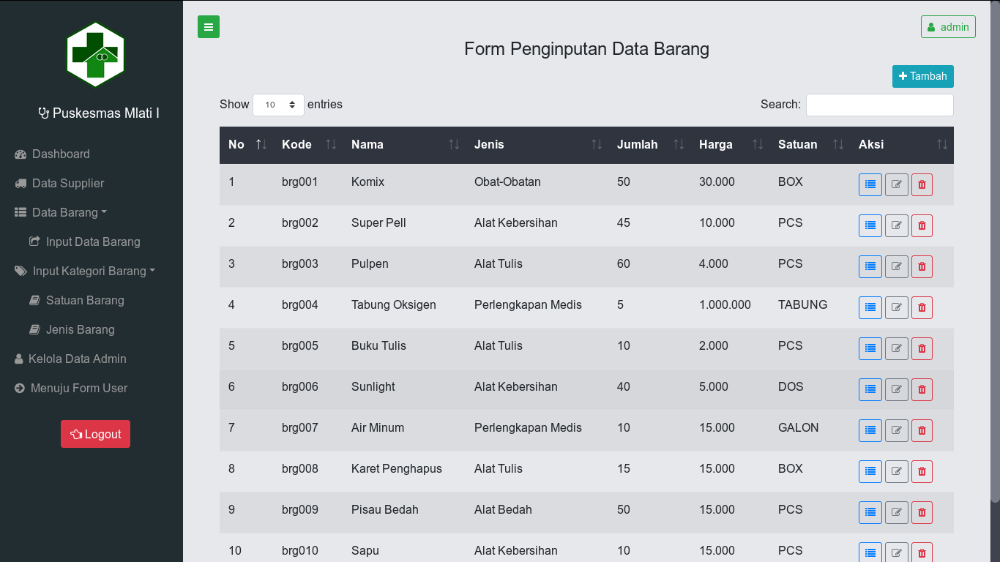 Puskesmas Mlati I
Dashboard
Data Supplier
Data Barang
Input Data Barang
Input Kategori Barang
Satuan Barang
Jenis Barang
Kelola Data Admin
Menuju Form User
Logout
admin
Form Penginputan Data Barang
Tambah
Show 10 entries Search:
No Kode Nama Jenis Jumlah Harga Satuan Aksi
1 brg001 Komix Obat-Obatan 50 30.000 BOX
2 brg002 Super Pell Alat Kebersihan 45 10.000 PCS
3 brg003 Pulpen Alat Tulis 60 4.000 PCS
4 brg004 Tabung Oksigen Perlengkapan Medis 5 1.000.000 TABUNG
5 brg005 Buku Tulis Alat Tulis 10 2.000 PCS
6 brg006 Sunlight Alat Kebersihan 40 5.000 DOS
7 brg007 Air Minum Perlengkapan Medis 10 15.000 GALON
8 brg008 Karet Penghapus Alat Tulis 15 15.000 BOX
9 brg009 Pisau Bedah Alat Bedah 50 15.000 PCS
10 brg010 Sapu Alat Kebersihan 10 15.000 PCS